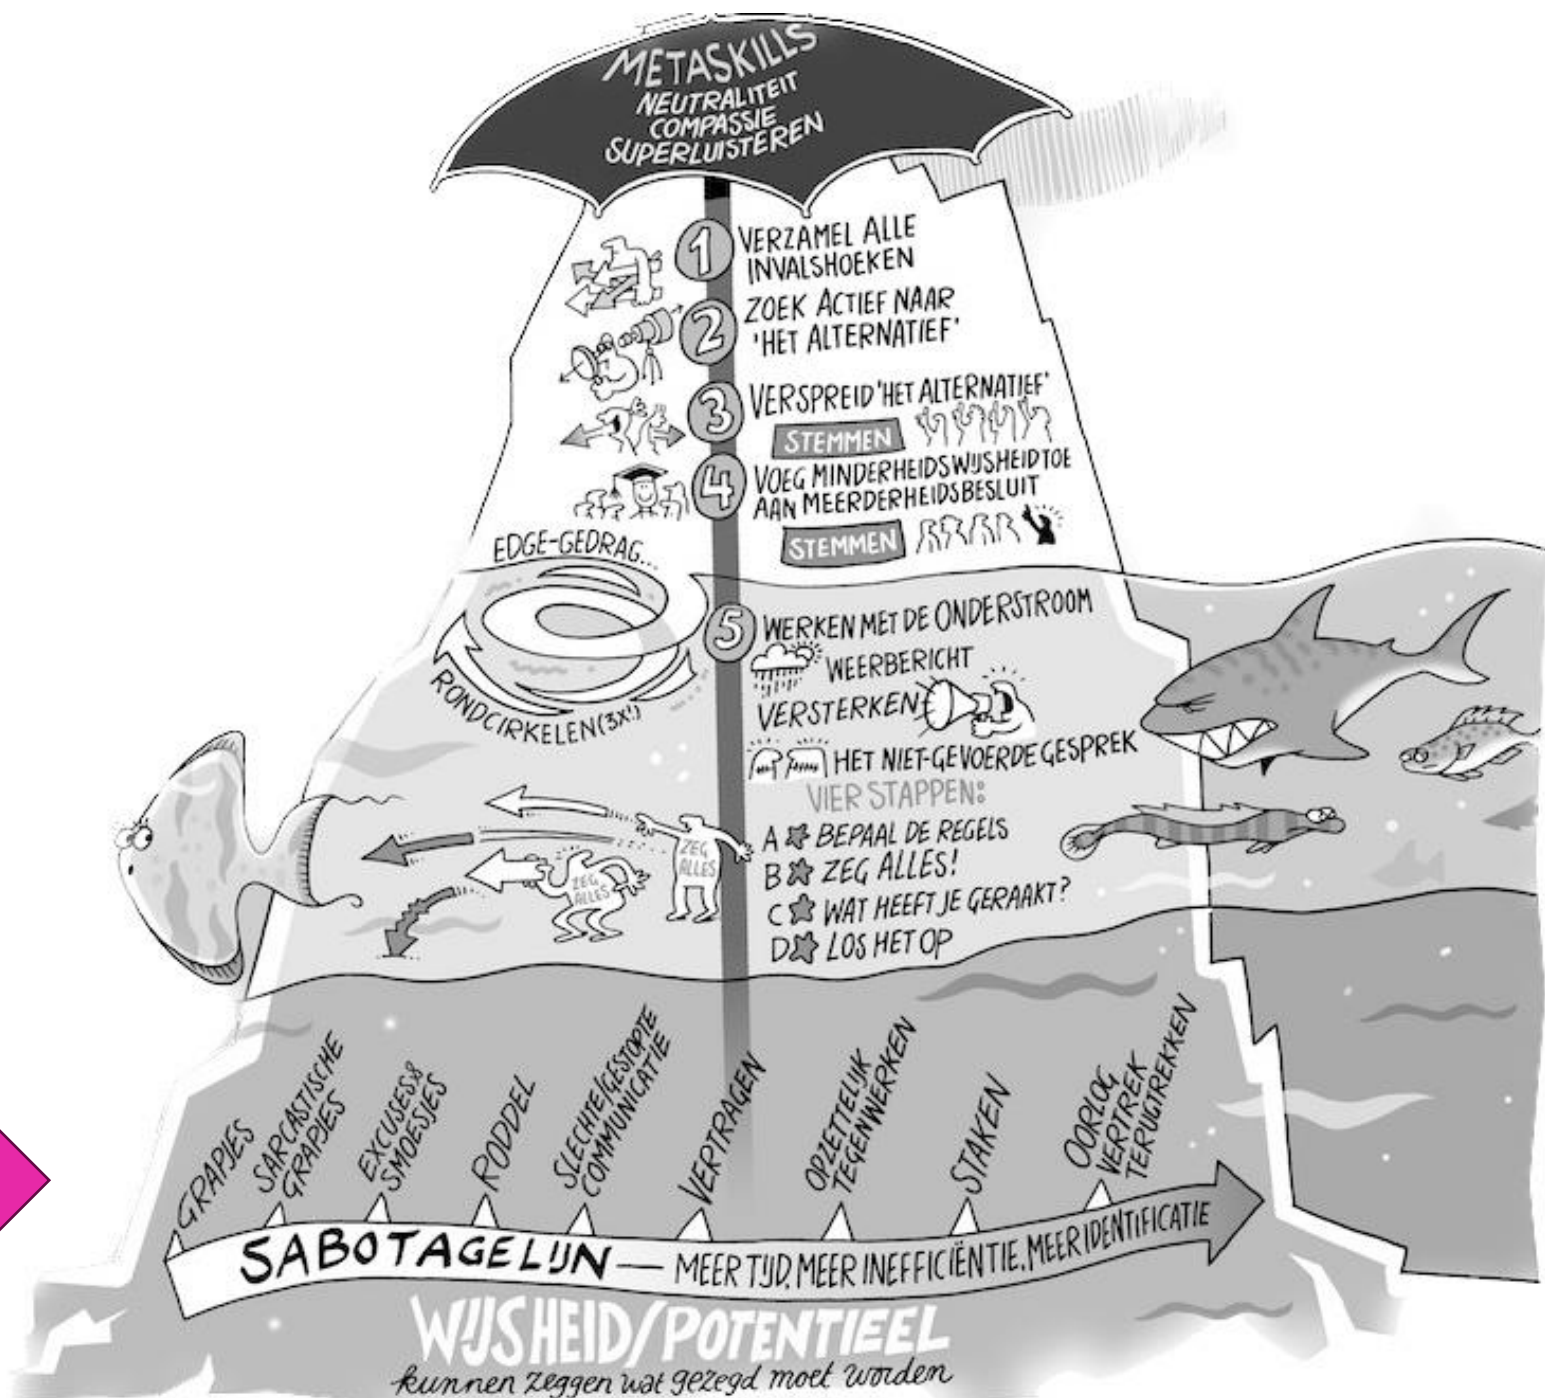 METASKILLS
NEUTRALITEIT
COMPASSIE
SUPERLUISTEREN
1 VERZAMEL ALLE
INVALSHOEKEN
2 ZOEK ACTIEF NAAR
'HET ALTERNATIEF'
3 VERSPREID 'HET ALTERNATIEF'
STEMMEN
4 VOEG MINDERHEIDSWIJSHEID TOE
AAN MEERDERHEIDSBESLUIT
STEMMEN
EDGE-GEDRAG...
RONDCIRKELEN (3X!)
5 WERKEN MET DE ONDERSTROOM
WEERBERICHT
VERSTERKEN
HET NIET-GEVOERDE GESPREK
VIER STAPPEN:
A BEPAAL DE REGELS
B ZEG ALLES!
C WAT HEEFT JE GERAAKT?
D LOS HET OP
ZEG
ALLES
ZEG
ALLES
GRAPJES
SARCASTISCHE
GRAPJES
EXCUSES &
SMOESJES
RODDEL
SLECHTE/GESTOPTE
COMMUNICATIE
VERTRAGEN
OPZETTELIJK
TEGENWERKEN
STAKEN
OORLOG
VERTREK
TERUGTREKKEN
SABOTAGELIJN — MEER TIJD, MEER INEFFICIËNTIE, MEER IDENTIFICATIE
WIJSHEID/POTENTIEEL
kunnen zeggen wat gezegd moet worden